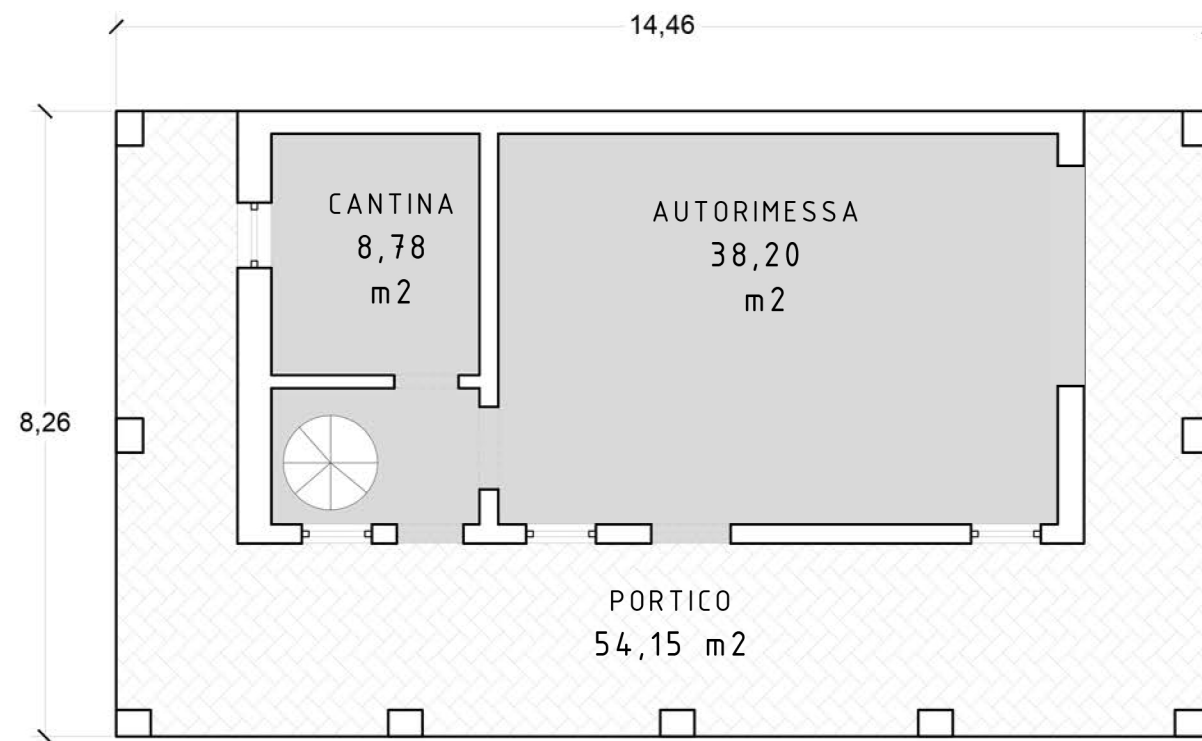 14,46
CANTINA
8,78
m2
AUTORIMESSA
38,20
m2
8,26
PORTICO
54,15 m2